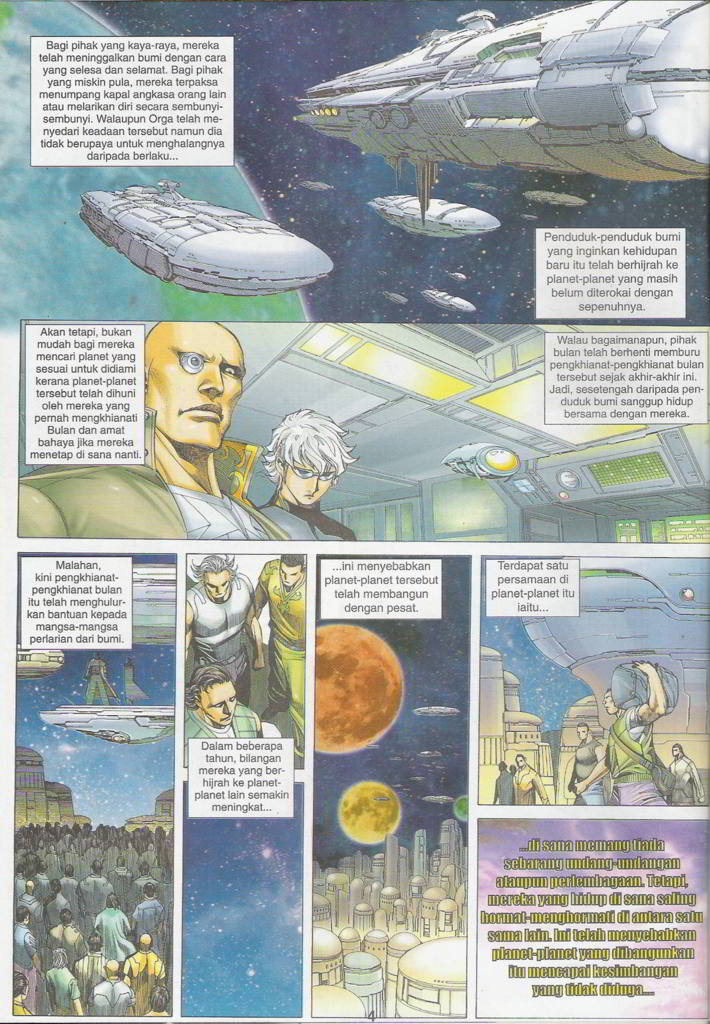 Bagi pihak yang kaya-raya, mereka
telah meninggalkan bumi dengan cara
yang selesa dan selamat. Bagi pihak
yang miskin pula, mereka terpaksa
menumpang kapal angkasa orang lain
atau melarikan diri secara sembunyi-
sembunyi. Walaupun Orga telah me-
nyedari keadaan tersebut namun dia
tidak berupaya untuk menghalangnya
daripada berlaku...
Penduduk-penduduk bumi
yang inginkan kehidupan
baru itu telah berhijrah ke
planet-planet yang masih
belum diterokai dengan
sepenuhnya.
Akan tetapi, bukan
mudah bagi mereka
mencari planet yang
sesuai untuk didiami
kerana planet-planet
tersebut telah dihuni
oleh mereka yang
pernah mengkhianati
Bulan dan amat
bahaya jika mereka
menetap di sana nanti.
Walau bagaimanapun, pihak
bulan telah berhenti memburu
pengkhianat-pengkhianat bulan
tersebut sejak akhir-akhir ini.
Jadi, sesetengah daripada pen-
duduk bumi sanggup hidup
bersama dengan mereka.
Malahan,
kini pengkhianat-
pengkhianat bulan
itu telah menghulur-
kan bantuan kepada
mangsa-mangsa
perlarian dari bumi.
Dalam beberapa
tahun, bilangan
mereka yang ber-
hijrah ke planet-
planet lain semakin
meningkat...
...ini menyebabkan
planet-planet tersebut
telah membangun
dengan pesat.
Terdapat satu
persamaan di
planet-planet itu
iaitu...
...di sana memang tiada
sebarang undang-undangan
ataupun perlembagaan. Tetapi,
mereka yang hidup di sana saling
hormat-menghormati di antara satu
sama lain. Ini telah menyebabkan
planet-planet yang dibangunkan
itu mencapai kesimbangan
yang tidak diduga....
4